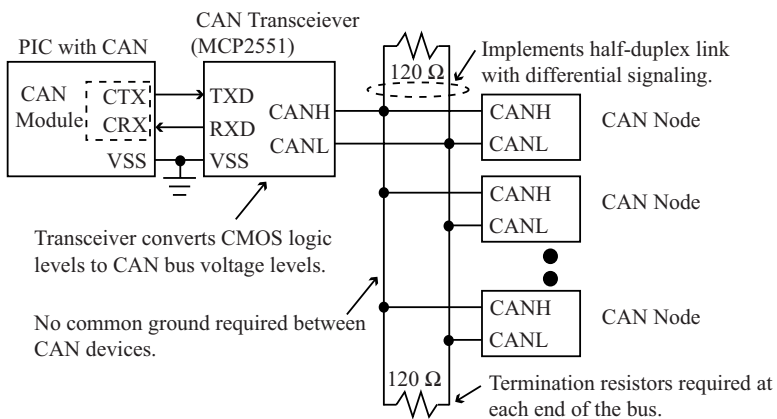 CAN Transceiever
(MCP2551)
PIC with CAN
CAN
Module
CTX
CRX
VSS
TXD
RXD
VSS
CANH
CANL
120 Ω
Implements half-duplex link
with differential signaling.
CANH
CANL
CAN Node
CANH
CANL
CAN Node
CANH
CANL
CAN Node
Transceiver converts CMOS logic
levels to CAN bus voltage levels.
No common ground required between
CAN devices.
120 Ω
Termination resistors required at
each end of the bus.